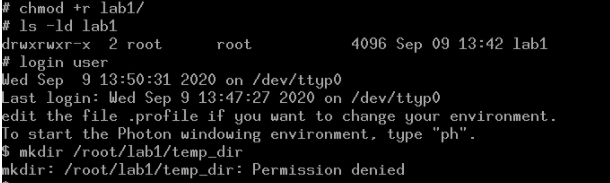 # chmod +r lab1/
# ls -ld lab1
drwxrwxr-x  2 root      root            4096 Sep 09 13:42 lab1
# login user
Wed Sep  9 13:50:31 2020 on /dev/ttyp0
Last login: Wed Sep 9 13:47:27 2020 on /dev/ttyp0
edit the file .profile if you want to change your environment.
To start the Photon windowing environment, type "ph".
$ mkdir /root/lab1/temp_dir
mkdir: /root/lab1/temp_dir: Permission denied